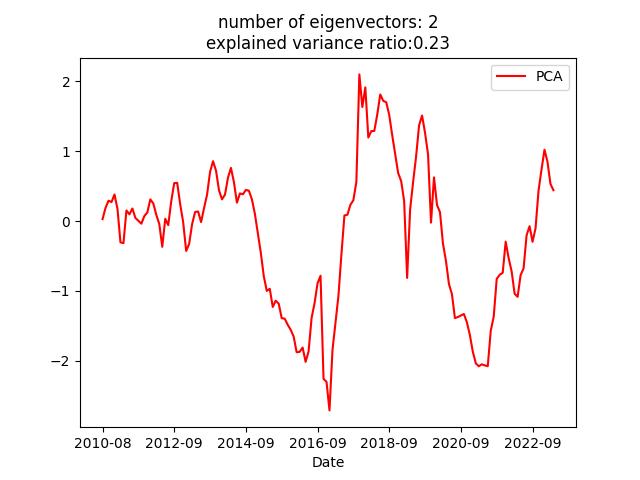 number of eigenvectors: 2
explained variance ratio:0.23
PCA
2
1
0
−1
−2
2010-08 2012-09 2014-09 2016-09 2018-09 2020-09 2022-09
Date